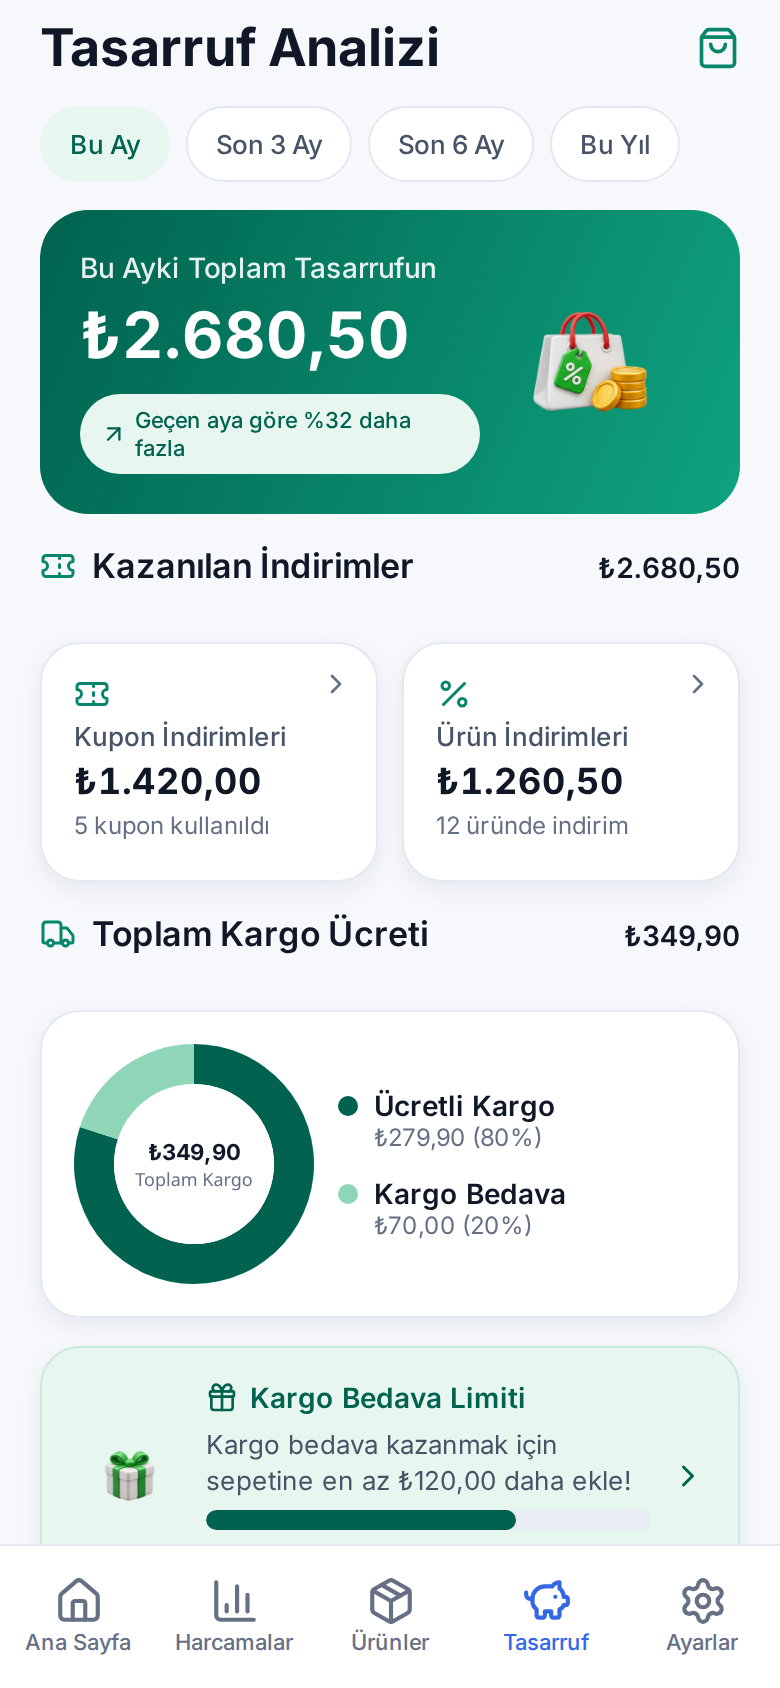 Tasarruf Analizi
Bu Ay
Son 3 Ay
Son 6 Ay
Bu Yıl
Bu Ayki Toplam Tasarrufun
₺2.680,50
Geçen aya göre %32 daha
fazla
%
Kazanılan İndirimler
₺2.680,50
Kupon İndirimleri
₺1.420,00
5 kupon kullanıldı
Ürün İndirimleri
₺1.260,50
12 üründe indirim
Toplam Kargo Ücreti
₺349,90
₺349,90
Toplam Kargo
Ücretli Kargo
₺279,90 (80%)
Kargo Bedava
₺70,00 (20%)
Kargo Bedava Limiti
Kargo bedava kazanmak için
sepetine en az ₺120,00 daha ekle!
Ana Sayfa
Harcamalar
Ürünler
Tasarruf
Ayarlar